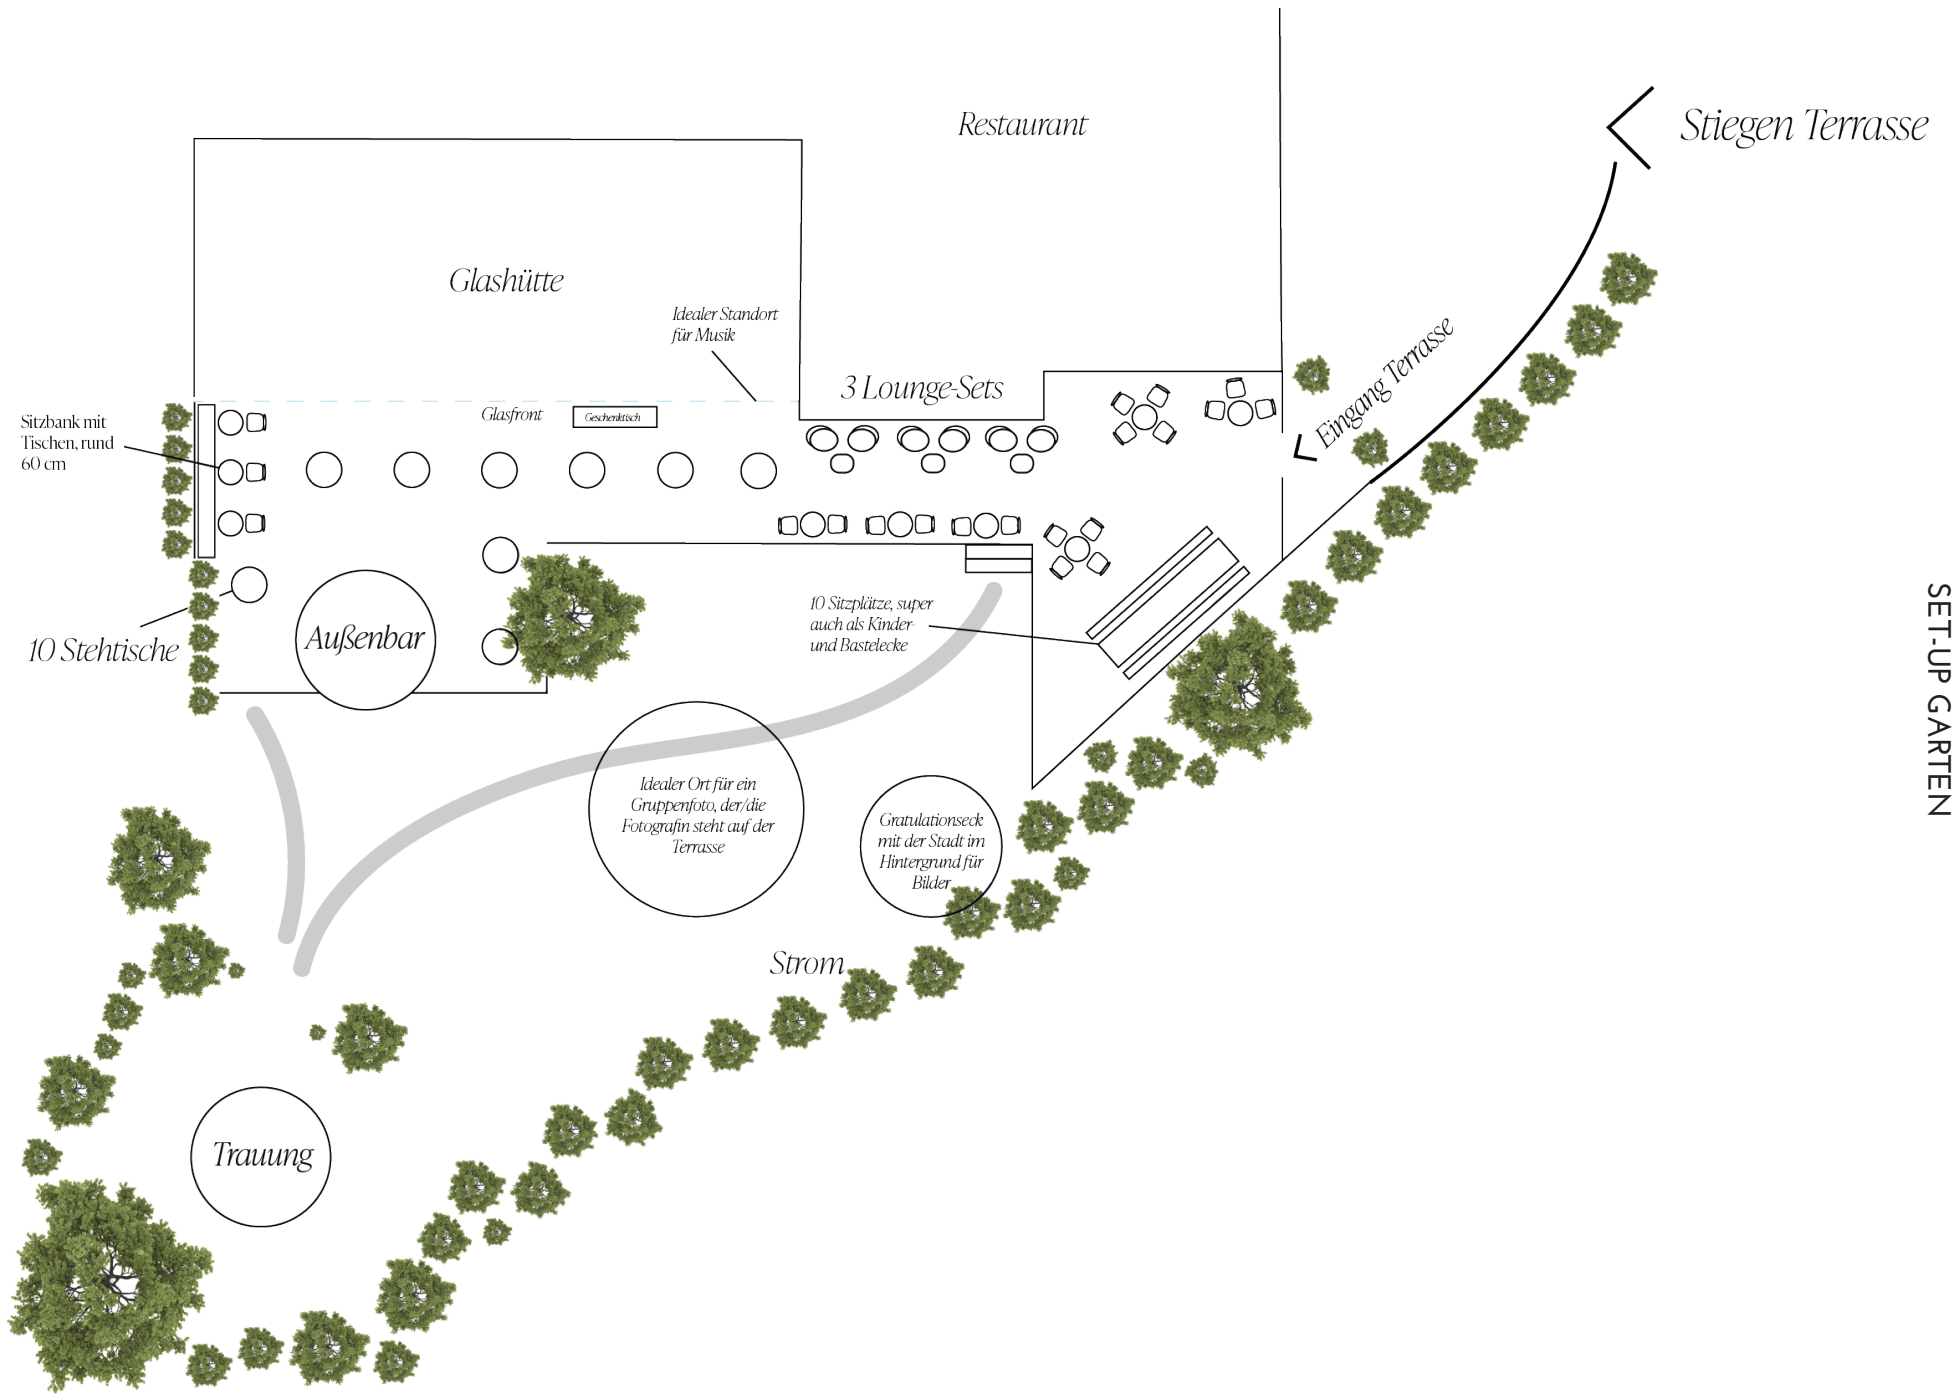 Restaurant
Stiegen Terrasse
Glashütte
Idealer Standort
für Musik
Eingang Terrasse
3 Lounge-Sets
Glasfront
Geschenktisch
Sitzbank mit
Tischen, rund
60 cm
10 Sitzplätze, super
auch als Kinder-
und Bastelecke
10 Stehtische
Außenbar
SET-UP GARTEN
Idealer Ort für ein
Gruppenfoto, der/die
Fotografin steht auf der
Terrasse
Gratulationseck
mit der Stadt im
Hintergrund für
Bilder
Strom
Trauung